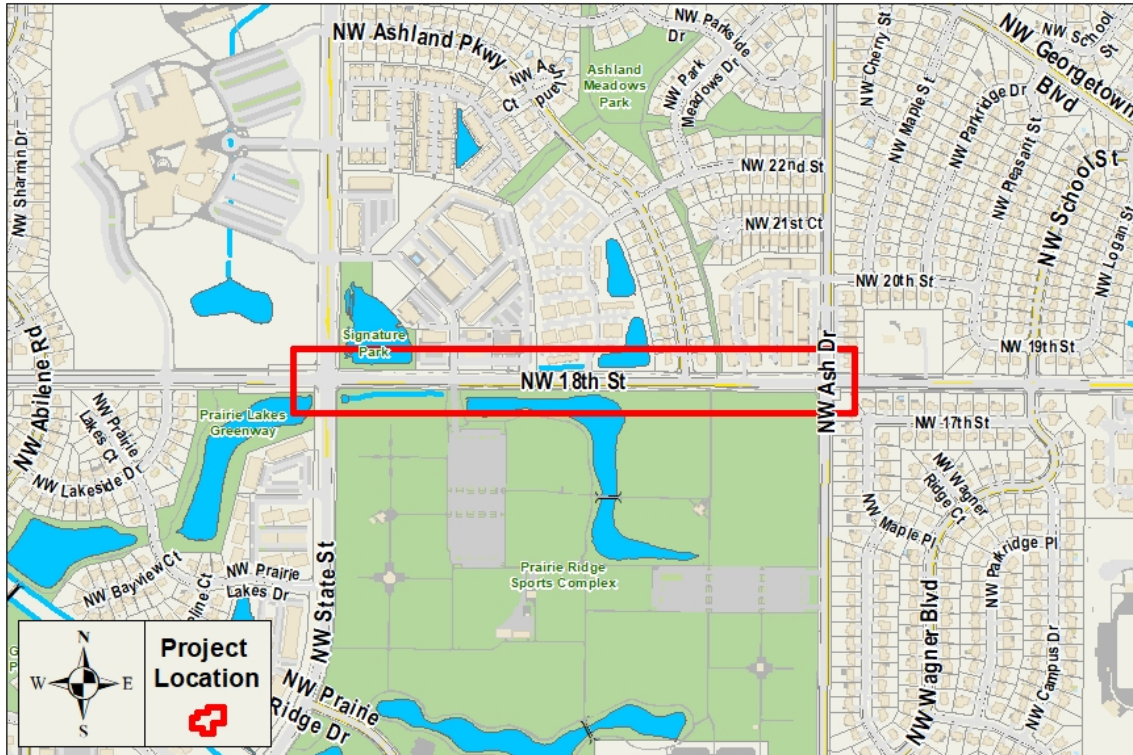 NW Ashland Pkwy
NW Ashland
Ct
Ashland
Meadows
Park
NW Parkside
Dr
NW Park
Meadows Dr
NW Cherry St
NW Maple St
NW Parkridge Dr
NW Pleasant St
NW Georgetown
Blvd
NW School
St
NW School St
NW Logan St
NW Sharmin Dr
NW 22nd St
NW 21st Ct
NW 20th St
NW 19th St
Signature
Park
NW 18th St
NW Ash Dr
NW Abilene Rd
Prairie Lakes
Greenway
NW Prairie
Lakes Ct
NW Lakeside Dr
NW Bayview Ct
NW Prairie
Lakes Dr
NW State St
Prairie Ridge
Sports Complex
NW 17th St
NW Wagner
Ridge Ct
NW Maple Pl
NW Parkridge Pl
NW Wagner Blvd
NW Campus Dr
NW Prairie
Ridge Dr
N
W
E
S
Project
Location